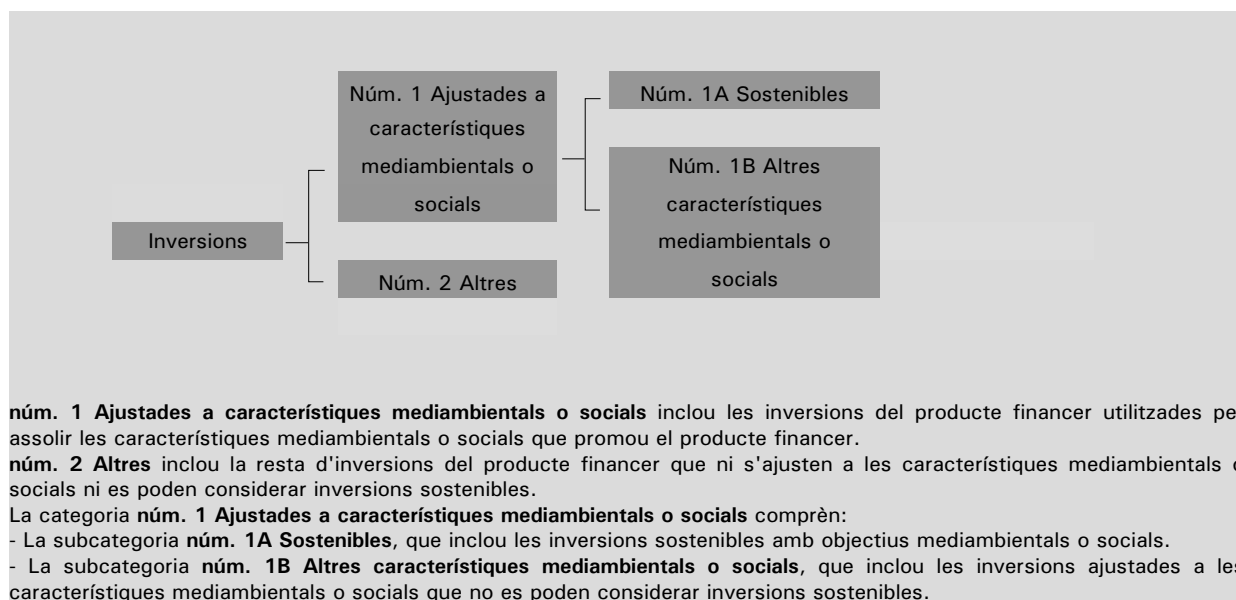 Núm. 1 Ajustades a
característiques
mediambientals o
socials
Núm. 1A Sostenibles
Núm. 1B Altres
característiques
mediambientals o
socials
Inversions
Núm. 2 Altres
núm. 1 Ajustades a característiques mediambientals o socials inclou les inversions del producte financer utilitzades pe
assolir les característiques mediambientals o socials que promou el producte financer.
núm. 2 Altres inclou la resta d'inversions del producte financer que ni s'ajusten a les característiques mediambientals o
socials ni es poden considerar inversions sostenibles.
La categoria núm. 1 Ajustades a característiques mediambientals o socials comprèn:
- La subcategoria núm. 1A Sostenibles, que inclou les inversions sostenibles amb objectius mediambientals o socials.
- La subcategoria núm. 1B Altres característiques mediambientals o socials, que inclou les inversions ajustades a les
característiques mediambientals o socials que no es poden considerar inversions sostenibles.